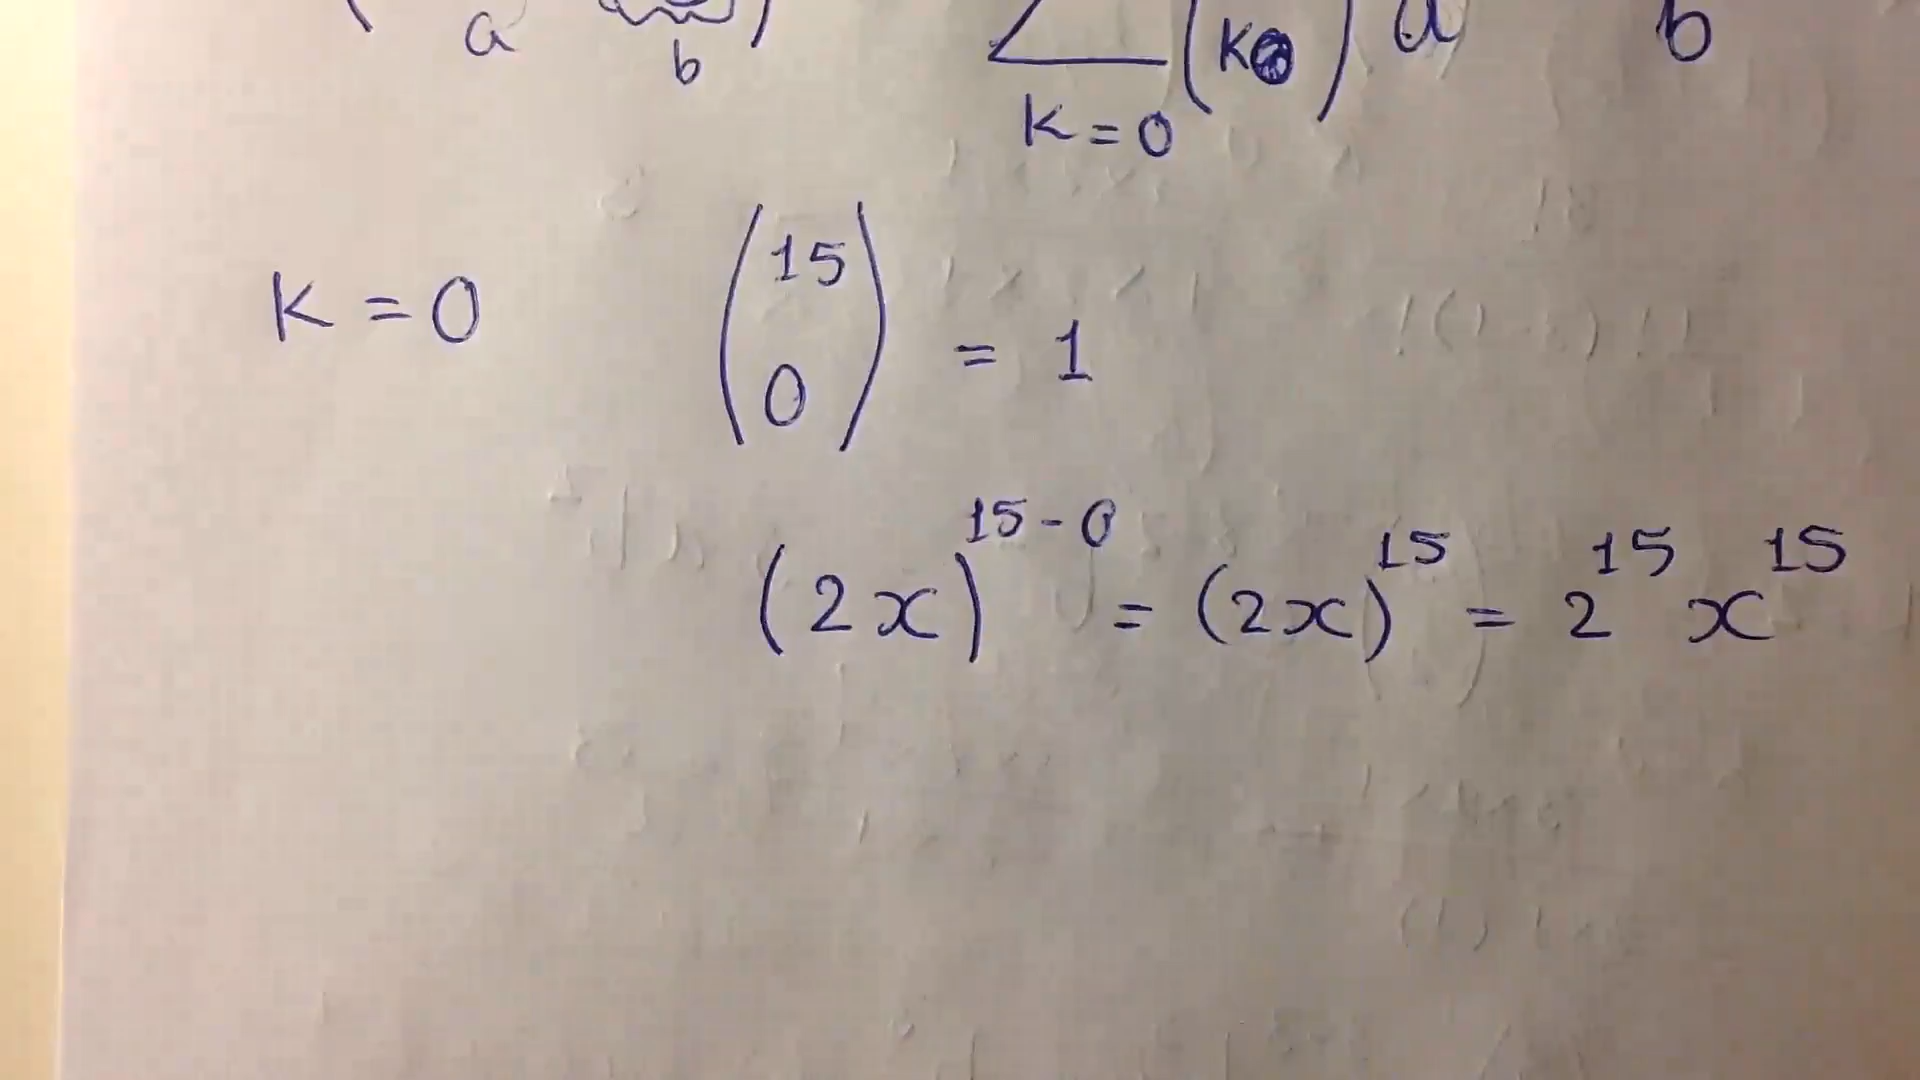 ( a b ) ∑ (k ) a b
k = 0
k = 0 (15 0) = 1
(2x)^{15-0} = (2x)^{15} = 2^{15} x^{15}